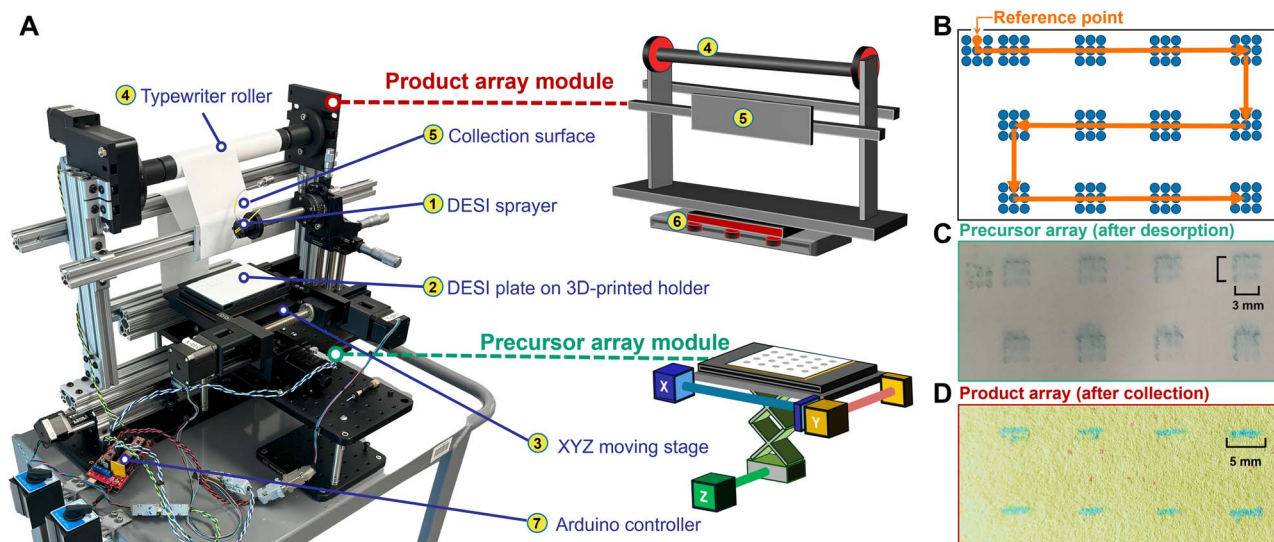 A
4 Typewriter roller
5 Collection surface
1 DESI sprayer
2 DESI plate on 3D-printed holder
3 XYZ moving stage
7 Arduino controller
Product array module
4
5
6
Precursor array module
X
Y
Z
B
Reference point
C Precursor array (after desorption)
3 mm
D Product array (after collection)
5 mm